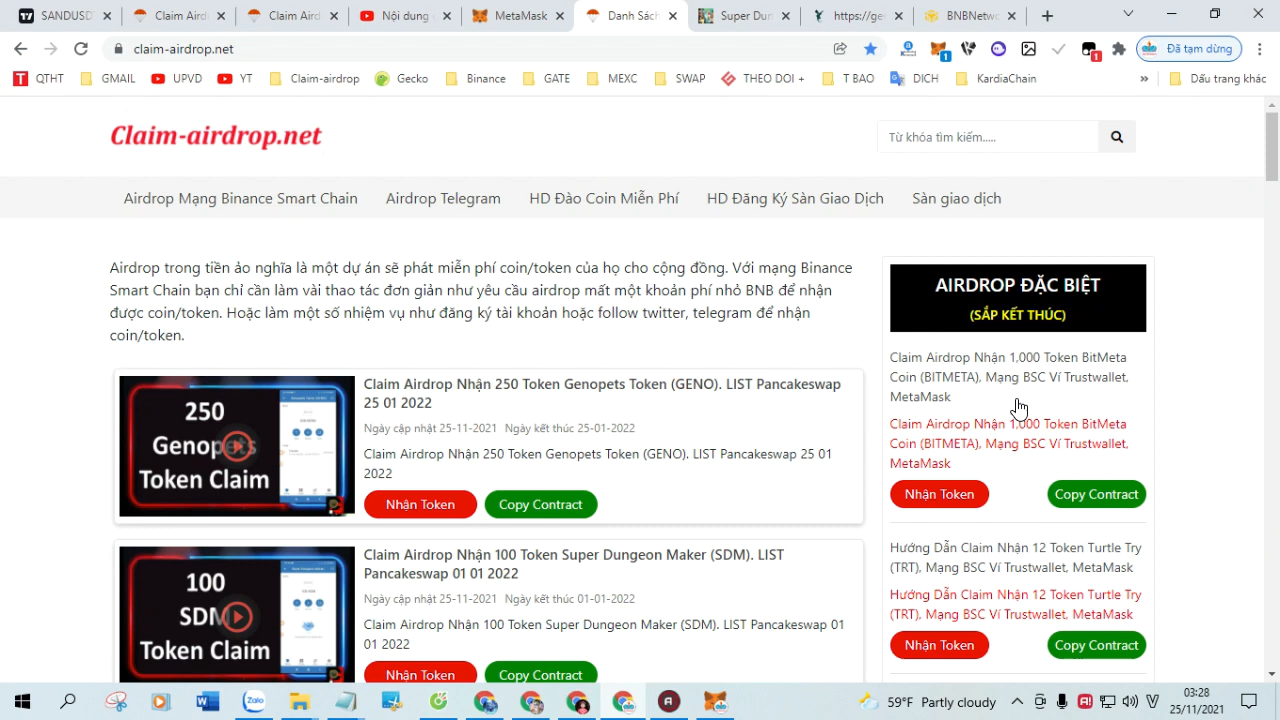 SANDUSD
Claim Aird
Claim Aird
Nội dung
MetaMask
Danh Sách
Super Dun
https://ge
BNBNetwo
claim-airdrop.net
Đã tạm dừng
QTHT
GMAIL
UPVD
YT
Claim-airdrop
Gecko
Binance
GATE
MEXC
SWAP
THEO DOI +
T BAO
DICH
KardiaChain
»
Dấu trang khác
Claim-airdrop.net
Từ khóa tìm kiếm.....
Airdrop Mạng Binance Smart Chain
Airdrop Telegram
HD Đào Coin Miễn Phí
HD Đăng Ký Sàn Giao Dịch
Sàn giao dịch
Airdrop trong tiền ảo nghĩa là một dự án sẽ phát miễn phí coin/token của họ cho cộng đồng. Với mạng Binance
Smart Chain bạn chỉ cần làm vài thao tác đơn giản như yêu cầu airdrop mất một khoản phí nhỏ BNB để nhận
được coin/token. Hoặc làm một số nhiệm vụ như đăng ký tài khoản hoặc follow twitter, telegram để nhận
coin/token.
250
Genopets
Token Claim
Claim Airdrop Nhận 250 Token Genopets Token (GENO). LIST Pancakeswap
25 01 2022
Ngày cập nhật 25-11-2021 Ngày kết thúc 25-01-2022
Claim Airdrop Nhận 250 Token Genopets Token (GENO). LIST Pancakeswap 25 01
2022
Nhận Token
Copy Contract
100
SDM
Token Claim
Claim Airdrop Nhận 100 Token Super Dungeon Maker (SDM). LIST
Pancakeswap 01 01 2022
Ngày cập nhật 25-11-2021 Ngày kết thúc 01-01-2022
Claim Airdrop Nhận 100 Token Super Dungeon Maker (SDM). LIST Pancakeswap 01
01 2022
Nhận Token
Copy Contract
AIRDROP ĐẶC BIỆT
(SẮP KẾT THÚC)
Claim Airdrop Nhận 1,000 Token BitMeta
Coin (BITMETA), Mạng BSC Ví Trustwallet,
MetaMask
Claim Airdrop Nhận 1,000 Token BitMeta
Coin (BITMETA), Mạng BSC Ví Trustwallet,
MetaMask
Nhận Token
Copy Contract
Hướng Dẫn Claim Nhận 12 Token Turtle Try
(TRT), Mạng BSC Ví Trustwallet, MetaMask
Hướng Dẫn Claim Nhận 12 Token Turtle Try
(TRT), Mạng BSC Ví Trustwallet, MetaMask
Nhận Token
Copy Contract
Zalo
59°F Partly cloudy
03:28
25/11/2021